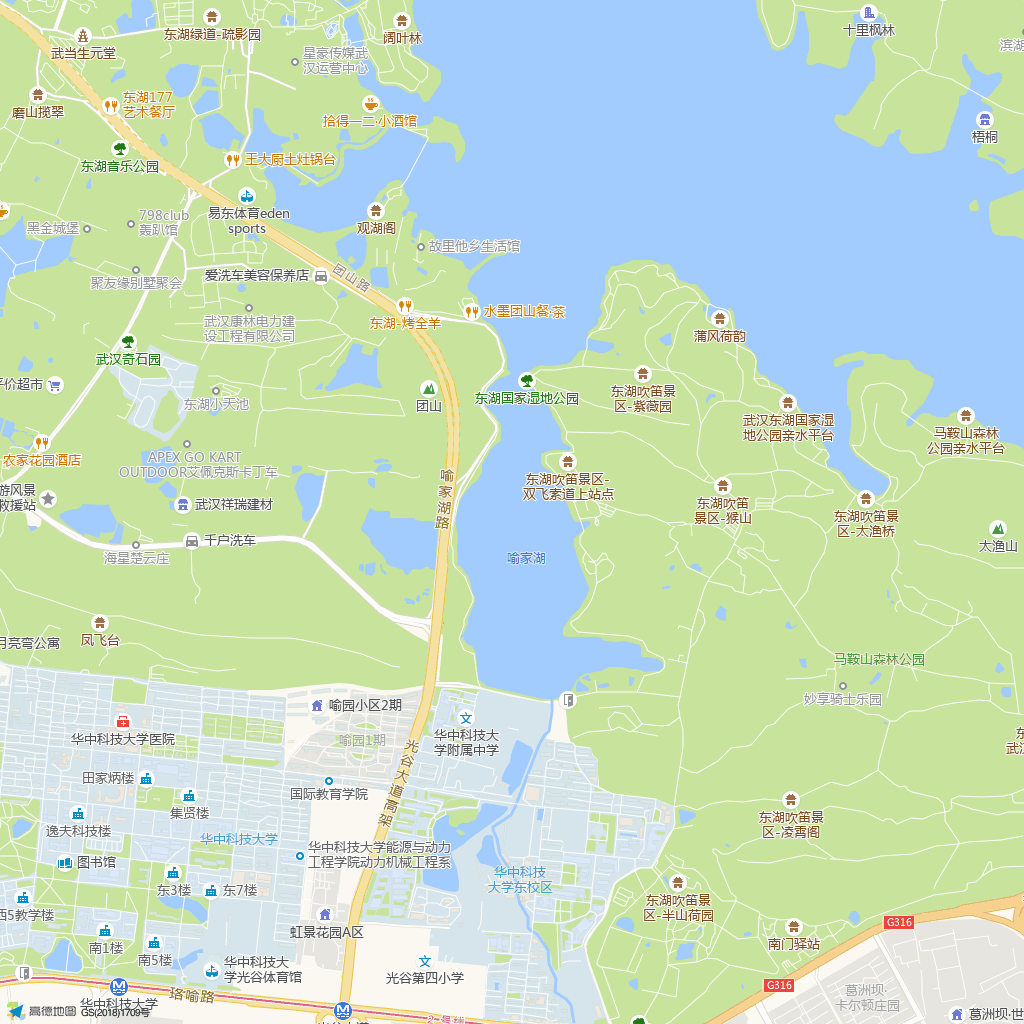 武当生元堂
东湖绿道-疏影园
阔叶林
十里枫林
星豪传媒武
汉运营中心
磨山揽翠
东湖177
艺术餐厅
拾得一二·小酒馆
梧桐
东湖音乐公园
王大厨土灶锅台
798club
轰趴馆
黑金城堡
易东体育eden
sports
观湖阁
故里他乡生活馆
聚友缘别墅聚会
爱洗车美容保养店
团山路
武汉康林电力建
设工程有限公司
东湖-烤全羊
水墨团山餐·茶
蒲风荷韵
武汉奇石园
平价超市
东湖小天池
团山
东湖国家湿地公园
东湖吹笛景
区-紫薇园
武汉东湖国家湿
地公园亲水平台
马鞍山森林
公园亲水平台
农家花园酒店
APEX GO KART
OUTDOOR艾佩克斯卡丁车
喻家湖路
东湖吹笛景区-
双飞索道上站点
游风景
救援站
武汉祥瑞建材
东湖吹笛
景区-猴山
东湖吹笛景
区-太渔桥
大渔山
千户洗车
海星楚云庄
喻家湖
凤飞台
月亮弯公寓
马鞍山森林公园
妙享骑士乐园
喻园小区2期
喻园1期
华中科技大学医院
华中科技大
学附属中学
光谷大道高架
田家炳楼
国际教育学院
集贤楼
逸夫科技楼
华中科技大学
华中科技大学能源与动力
工程学院动力机械工程系
东湖吹笛景
区-凌霄阁
图书馆
东3楼
东7楼
华中科技
大学东校区
西5教学楼
虹景花园A区
东湖吹笛景
区-半山荷园
G316
南1楼
南5楼
南门驿站
华中科技大
学光谷体育馆
光谷第四小学
G316
葛洲坝·
卡尔顿庄园
华中科技大学
珞喻路
高德地图
GS(2018)1709号
葛洲坝·世